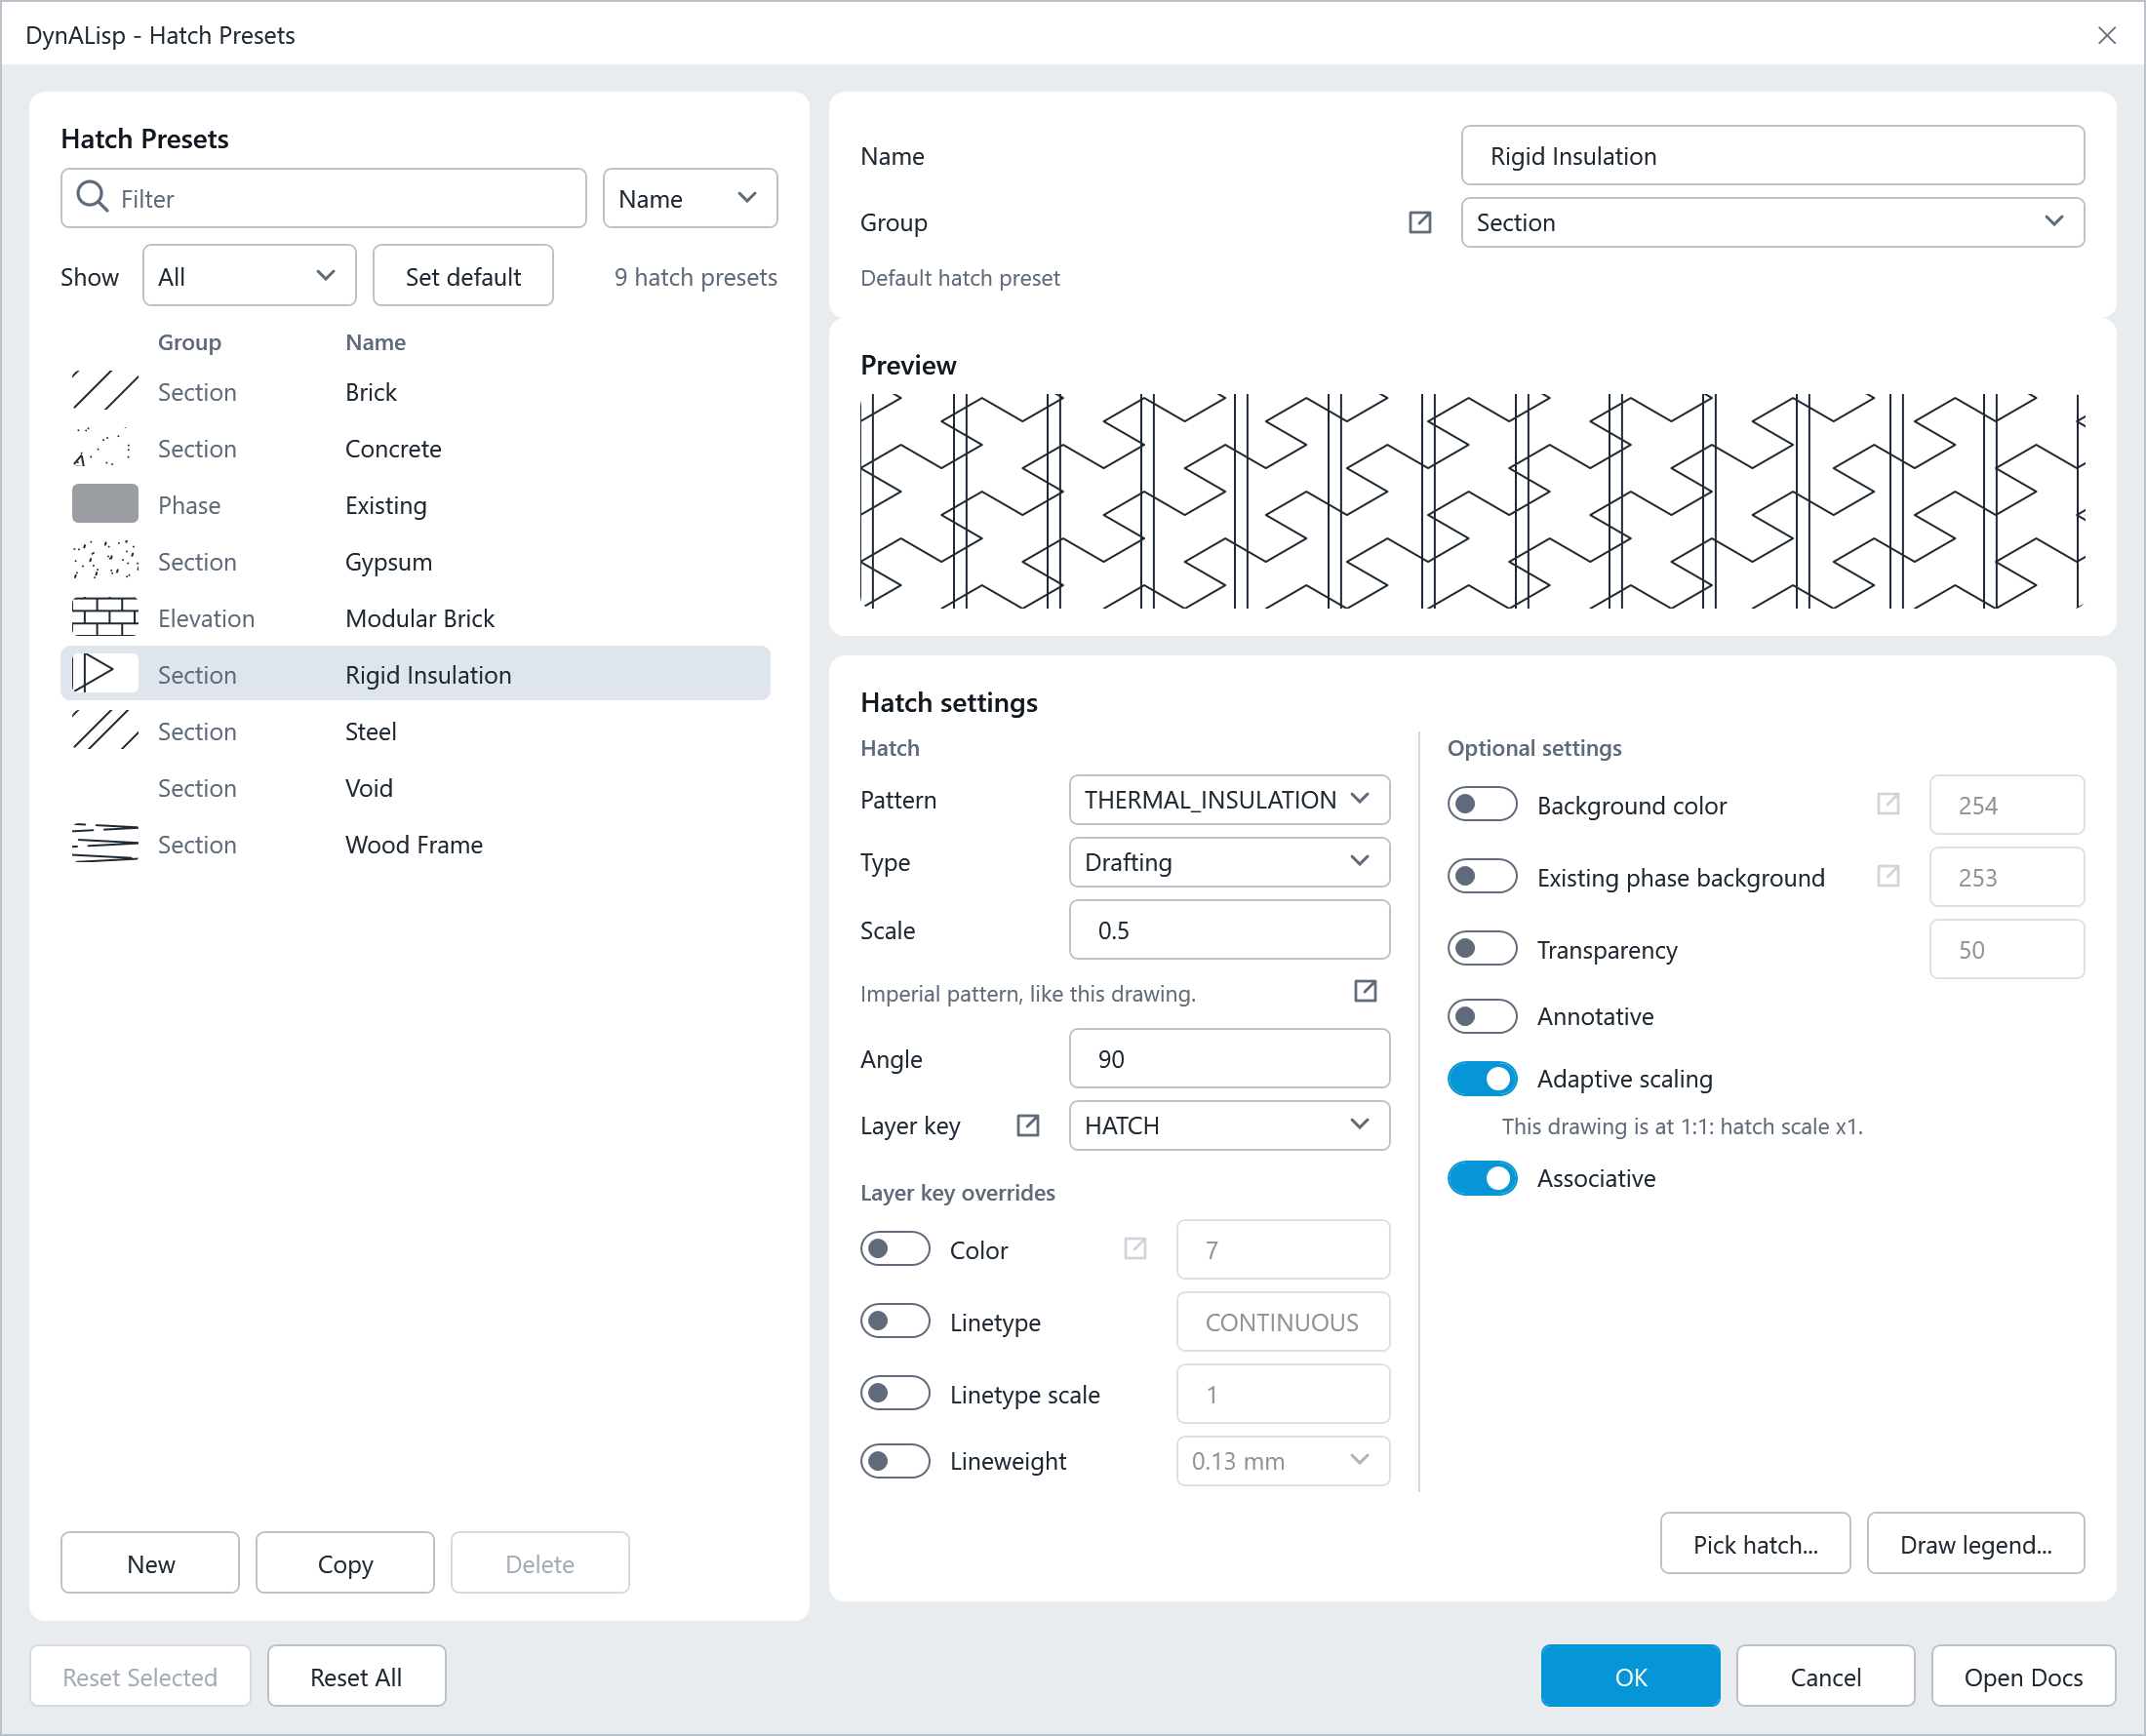 DynALisp - Hatch Presets
Hatch Presets
Filter
Name
Show
All
Set default
9 hatch presets
Group Name
Section Brick
Section Concrete
Phase Existing
Section Gypsum
Elevation Modular Brick
Section Rigid Insulation
Section Steel
Section Void
Section Wood Frame
New
Copy
Delete
Name
Rigid Insulation
Group
Section
Default hatch preset
Preview
Hatch settings
Hatch
Pattern
THERMAL_INSULATION
Type
Drafting
Scale
0.5
Imperial pattern, like this drawing.
Angle
90
Layer key
HATCH
Layer key overrides
Color
7
Linetype
CONTINUOUS
Linetype scale
1
Lineweight
0.13 mm
Optional settings
Background color
254
Existing phase background
253
Transparency
50
Annotative
Adaptive scaling
This drawing is at 1:1: hatch scale x1.
Associative
Pick hatch...
Draw legend...
Reset Selected
Reset All
OK
Cancel
Open Docs